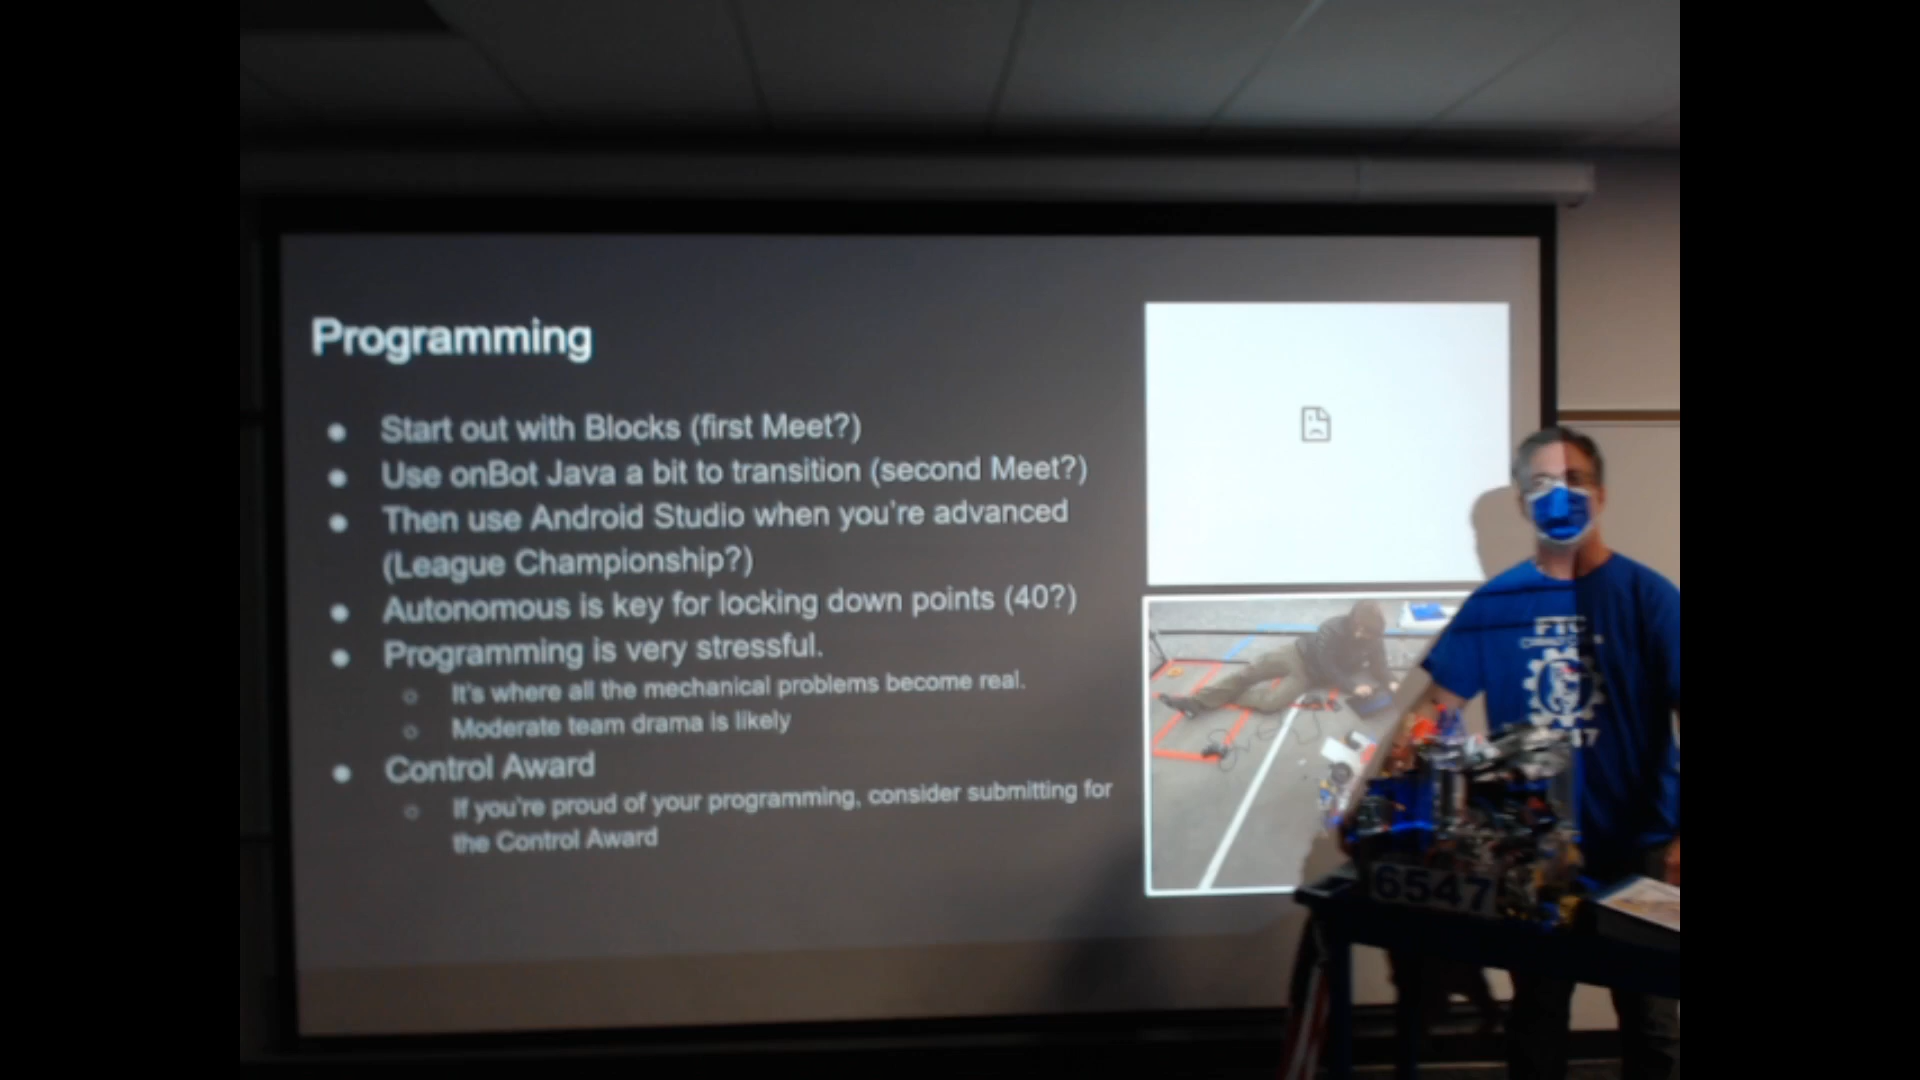 Programming
● Start out with Blocks (first Meet?)
● Use onBot Java a bit to transition (second Meet?)
● Then use Android Studio when you're advanced
(League Championship?)
● Autonomous is key for locking down points (40?)
● Programming is very stressful.
○ It's where all the mechanical problems become real.
○ Moderate team drama is likely
● Control Award
○ If you're proud of your programming, consider submitting for
the Control Award
FTC
6547